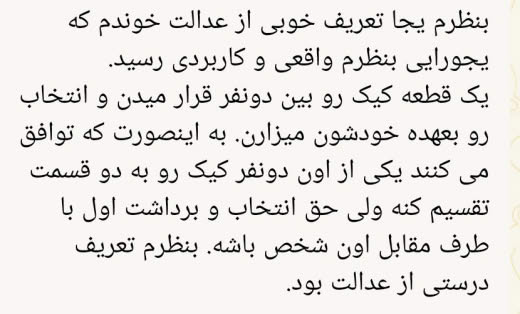 بنظرم یجا تعریف خوبی از عدالت خوندم که
یجورایی بنظرم واقعی و کاربردی رسید.
یک قطعه کیک رو بین دونفر قرار میدن و انتخاب
رو بعهده خودشون میزارن. به اینصورت که توافق
می کنند یکی از اون دونفر کیک رو به دو قسمت
تقسیم کنه ولی حق انتخاب و برداشت اول با
طرف مقابل اون شخص باشه. بنظرم تعریف
درستی از عدالت بود.